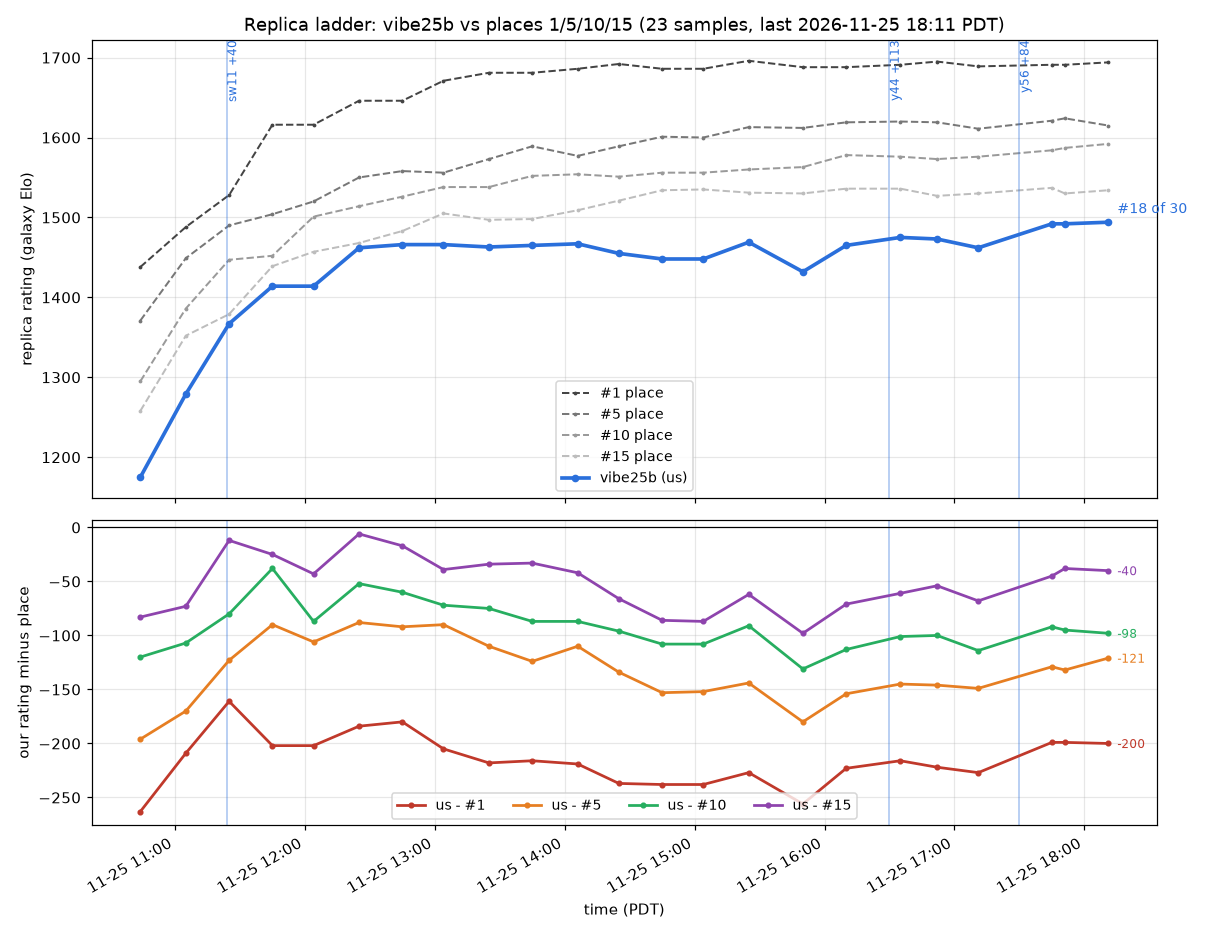 Replica ladder: vibe25b vs places 1/5/10/15 (23 samples, last 2026-11-25 18:11 PDT)
replica rating (galaxy Elo)
1700
1600
1500
1400
1300
1200
sw11 +40
y44 +113
y56 +84
#18 of 30
#1 place
#5 place
#10 place
#15 place
vibe25b (us)
our rating minus place
0
−50
−100
−150
−200
−250
-40
-98
-121
-200
us - #1
us - #5
us - #10
us - #15
11-25 11:00
11-25 12:00
11-25 13:00
11-25 14:00
11-25 15:00
11-25 16:00
11-25 17:00
11-25 18:00
time (PDT)